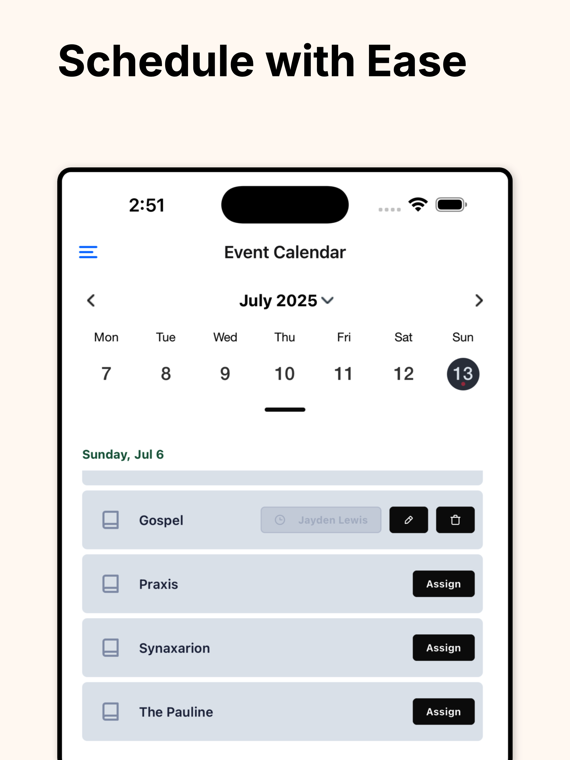 Schedule with Ease
2:51
Event Calendar
July 2025
Mon Tue Wed Thu Fri Sat Sun
7 8 9 10 11 12 13
Sunday, Jul 6
Gospel Jayden Lewis
Praxis Assign
Synaxarion Assign
The Pauline Assign